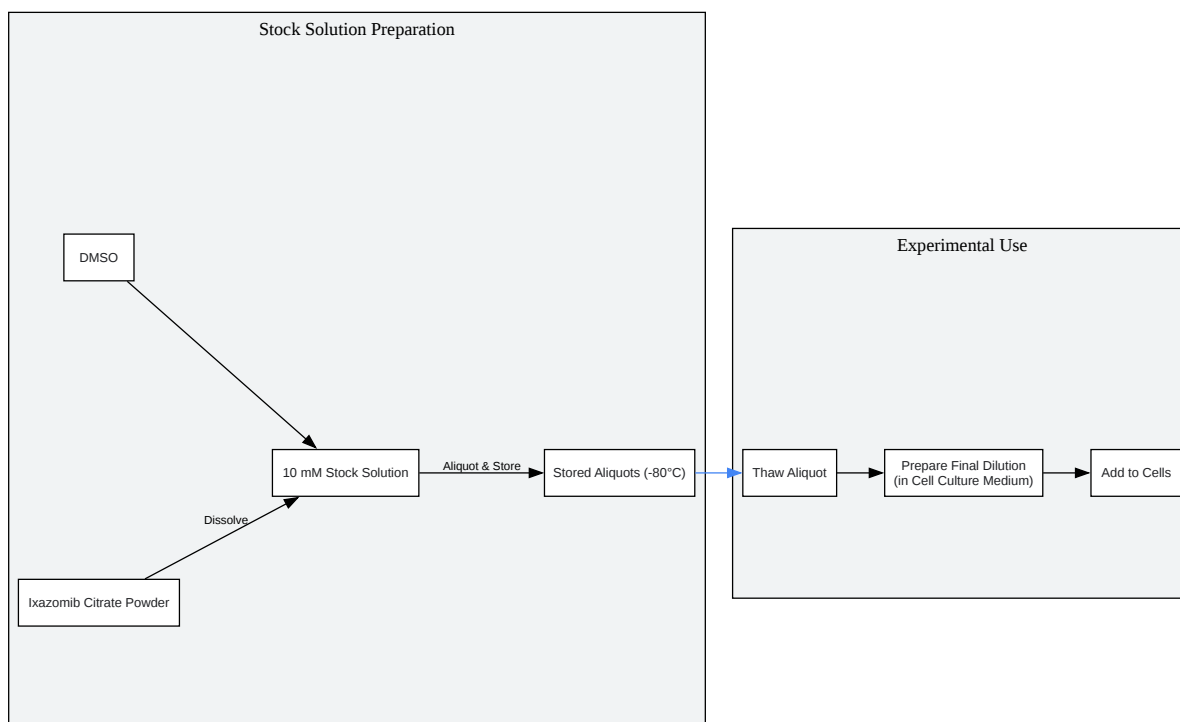 Stock Solution Preparation
DMSO
10 mM Stock Solution
Aliquot & Store
Stored Aliquots (-80°C)
Dissolve
Ixazomib Citrate Powder
Experimental Use
Thaw Aliquot
Prepare Final Dilution
(in Cell Culture Medium)
Add to Cells